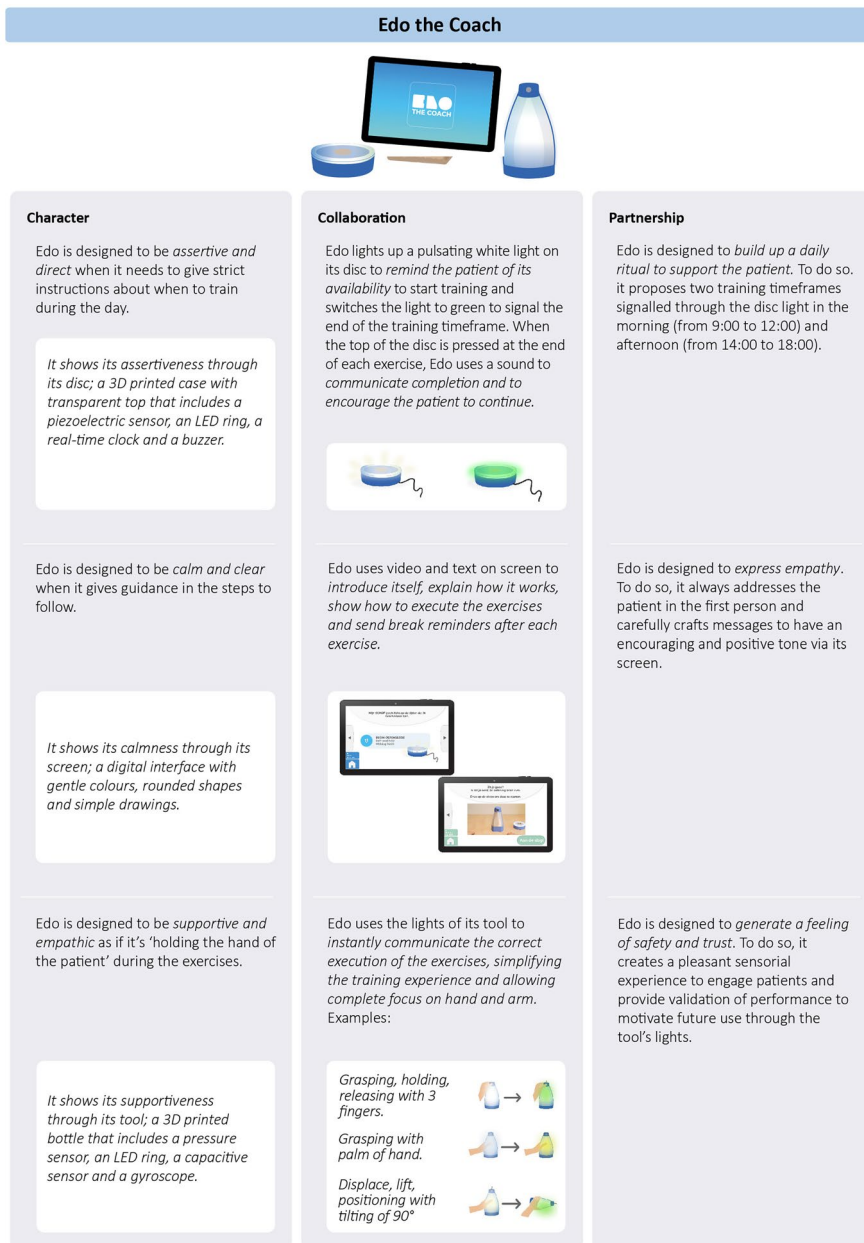 Edo the Coach
EDO
THE COACH
Character
Edo is designed to be assertive and
direct when it needs to give strict
instructions about when to train
during the day.
It shows its assertiveness through
its disc; a 3D printed case with
transparent top that includes a
piezoelectric sensor, an LED ring, a
real-time clock and a buzzer.
Collaboration
Edo lights up a pulsating white light on
its disc to remind the patient of its
availability to start training and
switches the light to green to signal the
end of the training timeframe. When
the top of the disc is pressed at the end
of each exercise, Edo uses a sound to
communicate completion and to
encourage the patient to continue.
Partnership
Edo is designed to build up a daily
ritual to support the patient. To do so.
it proposes two training timeframes
signalled through the disc light in the
morning (from 9:00 to 12:00) and
afternoon (from 14:00 to 18:00).
Edo is designed to be calm and clear
when it gives guidance in the steps to
follow.
It shows its calmness through its
screen; a digital interface with
gentle colours, rounded shapes
and simple drawings.
Edo uses video and text on screen to
introduce itself, explain how it works,
show how to execute the exercises
and send break reminders after each
exercise.
Edo is designed to express empathy.
To do so, it always addresses the
patient in the first person and
carefully crafts messages to have an
encouraging and positive tone via its
screen.
Edo is designed to be supportive and
empathic as if it's 'holding the hand of
the patient' during the exercises.
It shows its supportiveness
through its tool; a 3D printed
bottle that includes a pressure
sensor, an LED ring, a capacitive
sensor and a gyroscope.
Edo uses the lights of its tool to
instantly communicate the correct
execution of the exercises, simplifying
the training experience and allowing
complete focus on hand and arm.
Examples:
Grasping, holding,
releasing with 3
fingers.
Grasping with
palm of hand.
Displace, lift,
positioning with
tilting of 90°
Edo is designed to generate a feeling
of safety and trust. To do so, it
creates a pleasant sensorial
experience to engage patients and
provide validation of performance to
motivate future use through the
tool's lights.